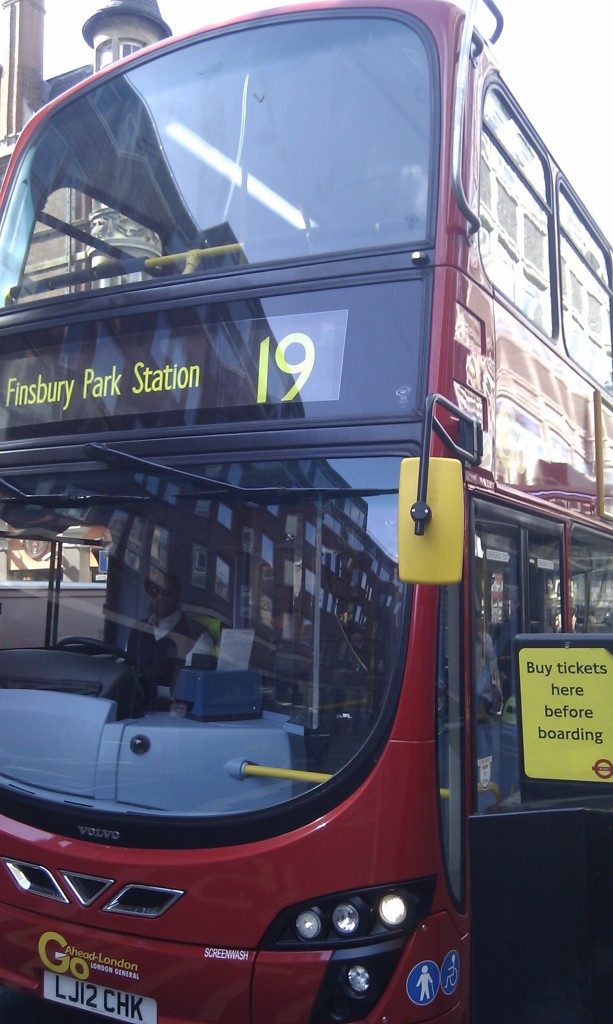 Finsbury Park Station 19
Buy tickets
here
before
boarding
VOLVO
Go Ahead-London
LONDON GENERAL
SCREENWASH
LJ12 CHK